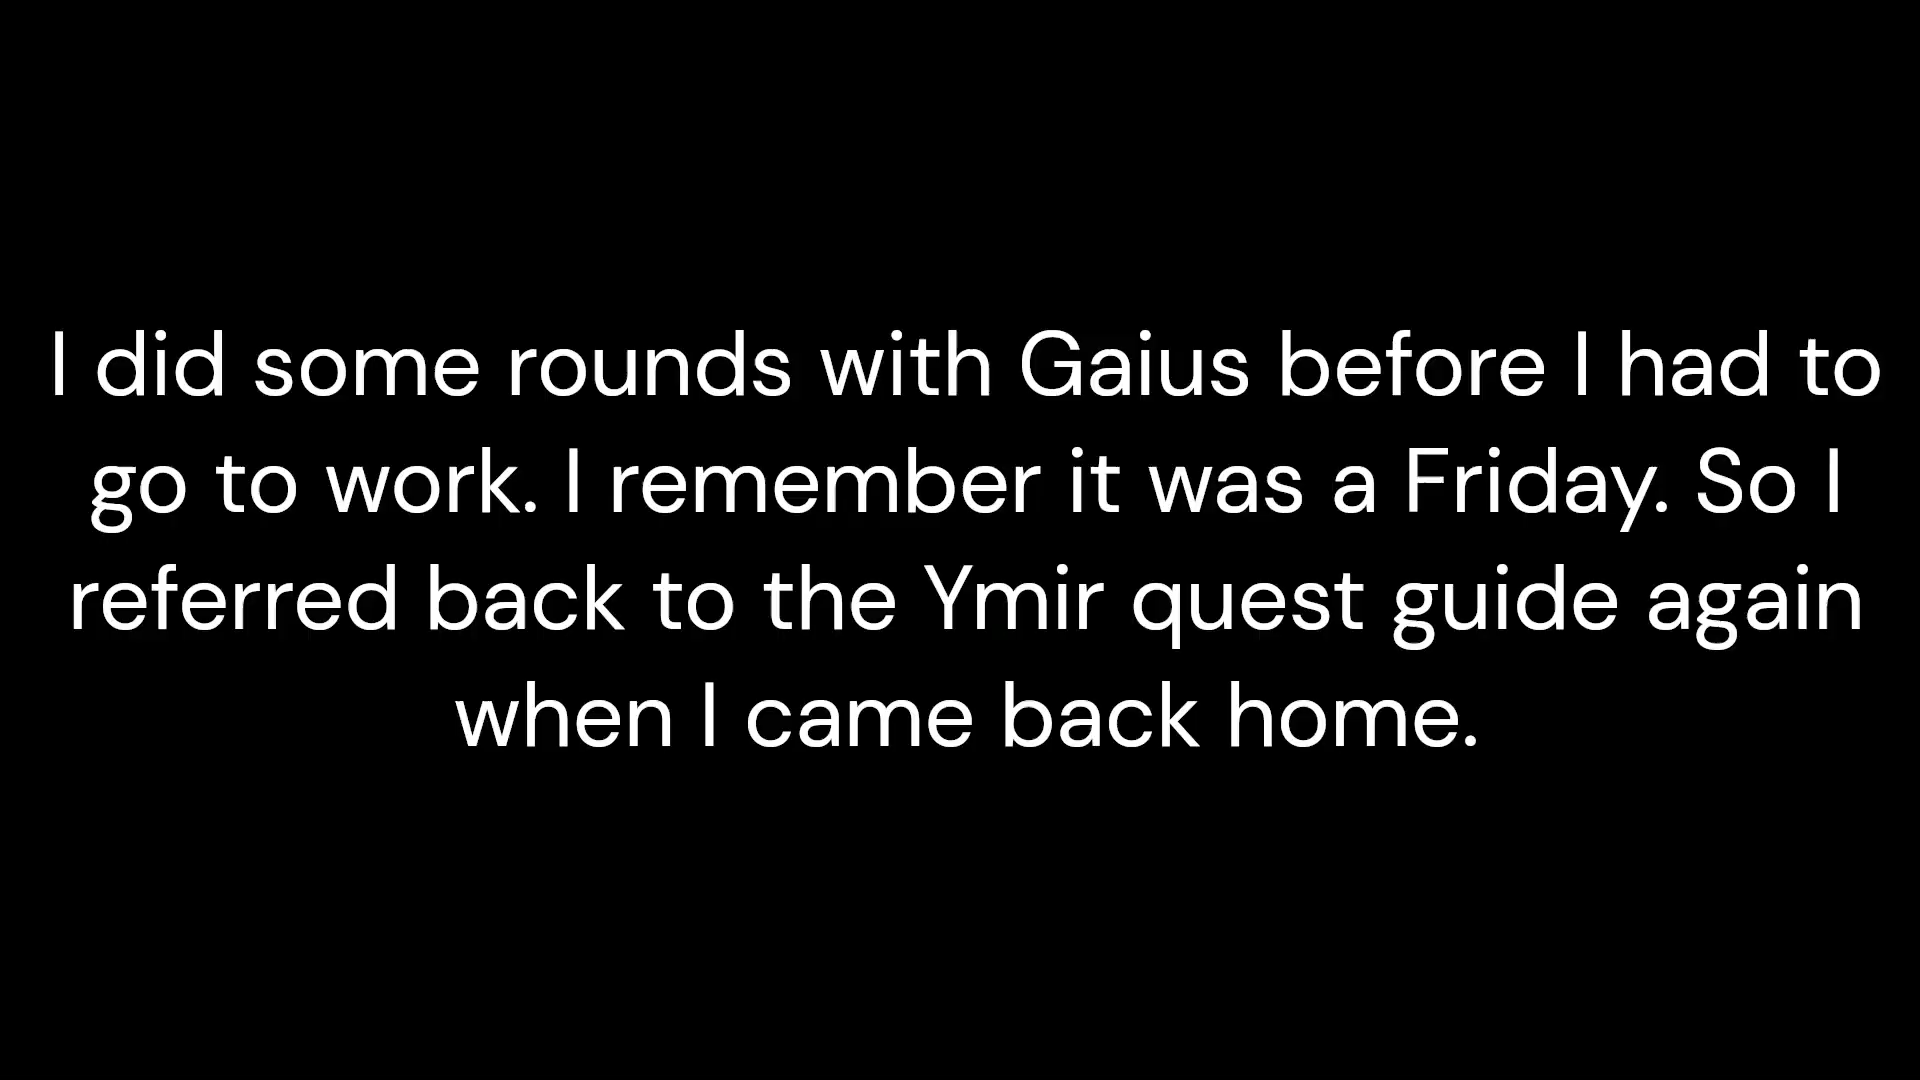 I did some rounds with Gaius before I had to
go to work. I remember it was a Friday. So I
referred back to the Ymir quest guide again
when I came back home.